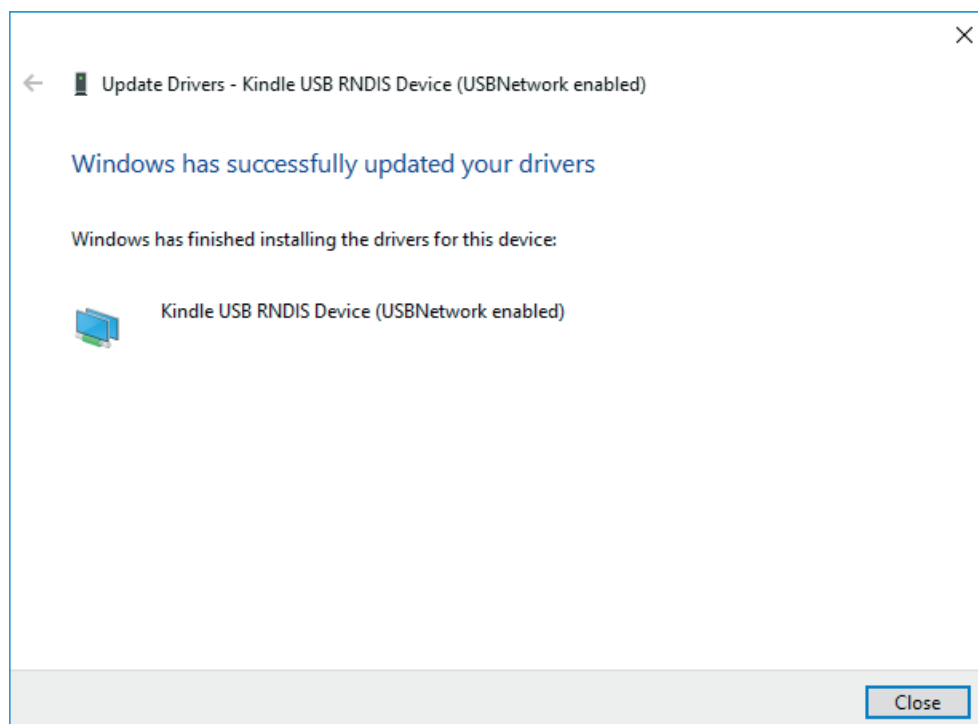 Update Drivers - Kindle USB RNDIS Device (USBNetwork enabled)
Windows has successfully updated your drivers
Windows has finished installing the drivers for this device:
Kindle USB RNDIS Device (USBNetwork enabled)
Close